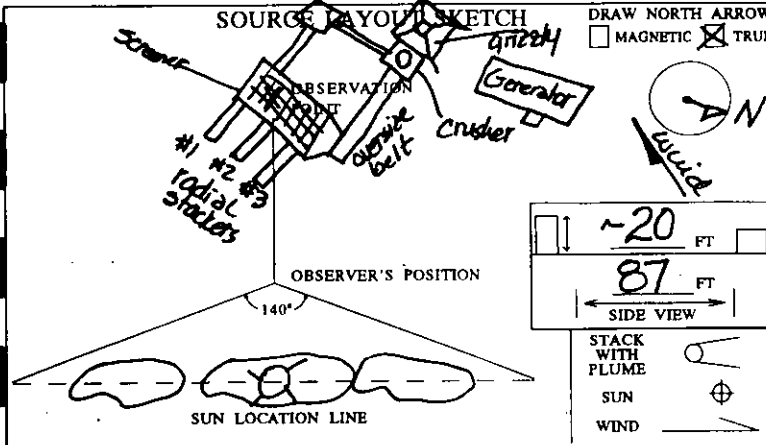 SOURCE LAYOUT SKETCH
DRAW NORTH ARROW
MAGNETIC TRUE
Screener
grizzly
Generator
OBSERVATION
POINT
N
Crusher
wind
oversize
belt
#1 #2 #3
radial
stackers
~20 FT
OBSERVER'S POSITION
87 FT
140°
SIDE VIEW
STACK
WITH
PLUME
SUN
SUN LOCATION LINE
WIND